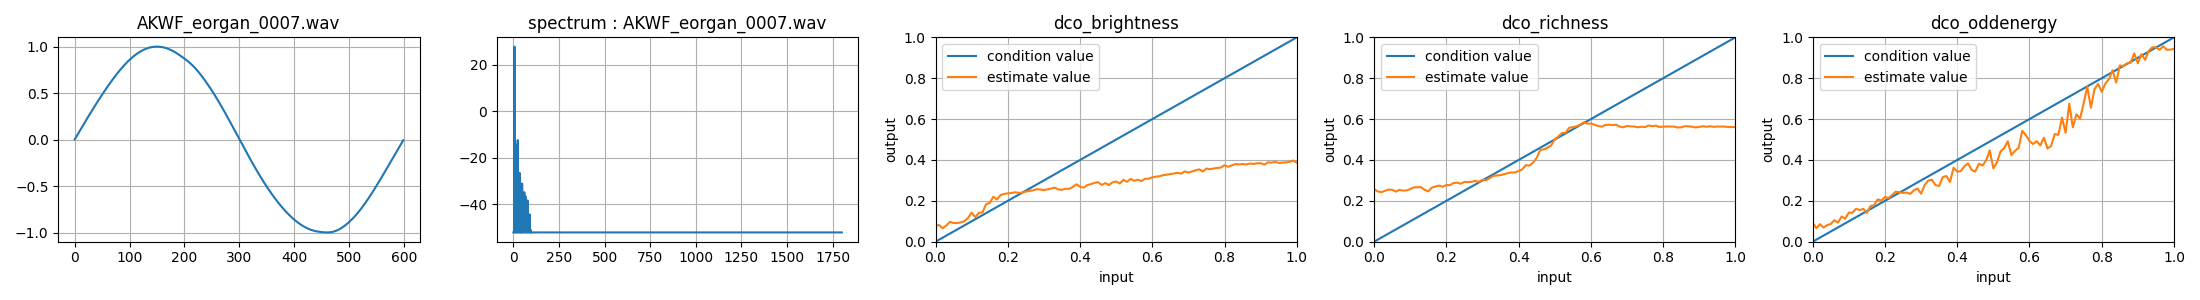 AKWF_eorgan_0007.wav
1.0
0.5
0.0
−0.5
−1.0
0 100 200 300 400 500 600
spectrum : AKWF_eorgan_0007.wav
20
0
−20
−40
0 250 500 750 1000 1250 1500 1750
dco_brightness
condition value
estimate value
output
1.0
0.8
0.6
0.4
0.2
0.0
0.0 0.2 0.4 0.6 0.8 1.0
input
dco_richness
condition value
estimate value
output
1.0
0.8
0.6
0.4
0.2
0.0
0.0 0.2 0.4 0.6 0.8 1.0
input
dco_oddenergy
condition value
estimate value
output
1.0
0.8
0.6
0.4
0.2
0.0
0.0 0.2 0.4 0.6 0.8 1.0
input